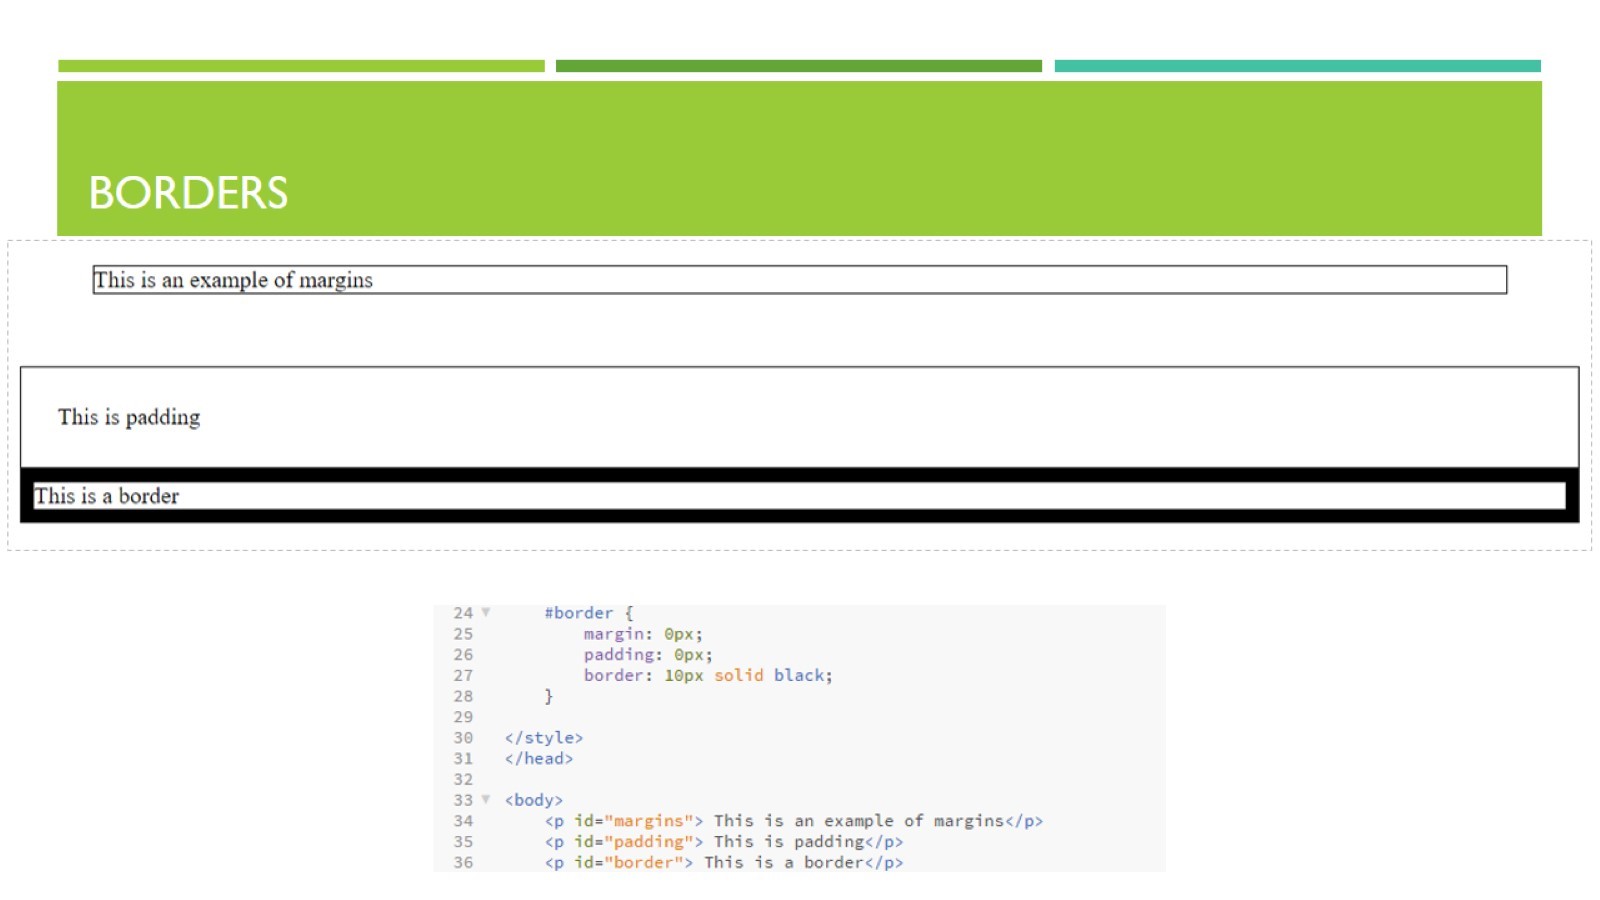 BORDERS
This is an example of margins
This is padding
This is a border
24 #border {
25 margin: 0px;
26 padding: 0px;
27 border: 10px solid black;
28 }
29
30 </style>
31 </head>
32
33 <body>
34 <p id="margins"> This is an example of margins</p>
35 <p id="padding"> This is padding</p>
36 <p id="border"> This is a border</p>